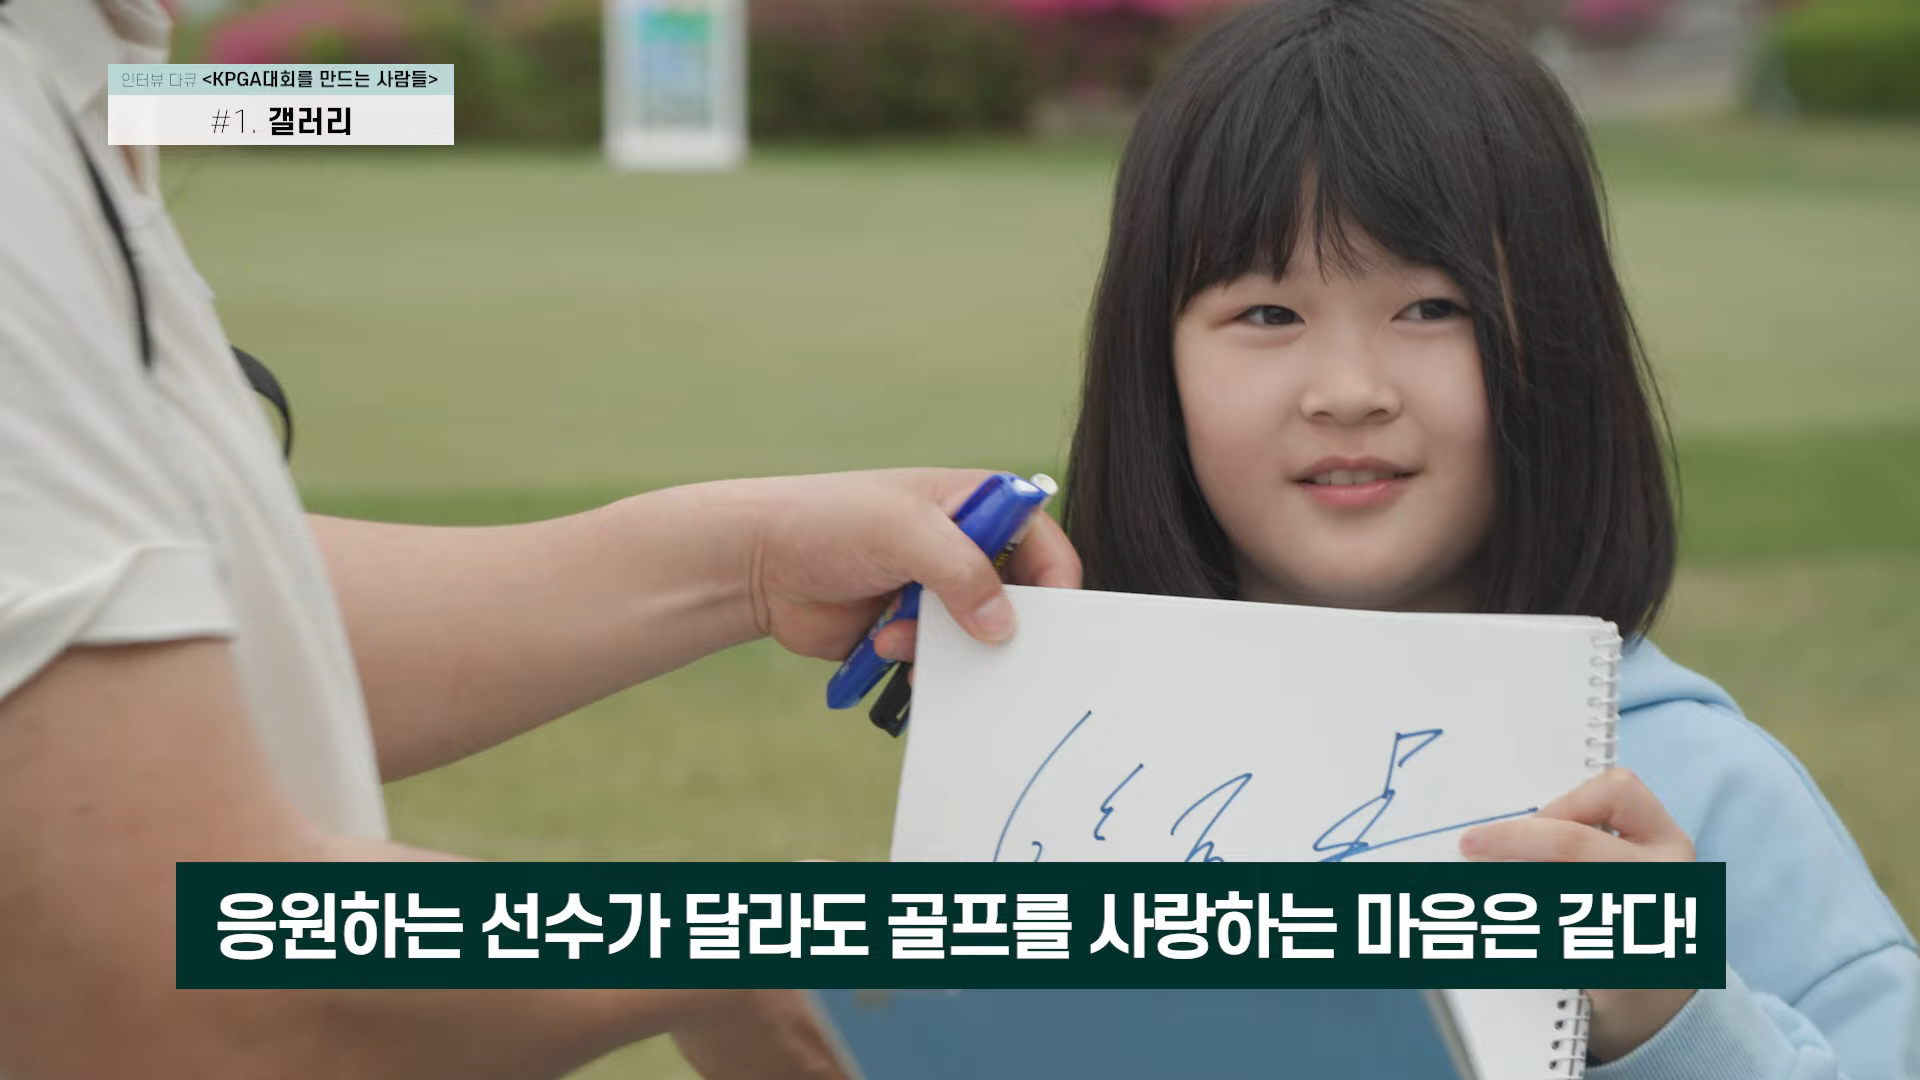 인터뷰 다큐 <KPGA대회를 만드는 사람들>
#1. 갤러리
응원하는 선수가 달라도 골프를 사랑하는 마음은 같다!